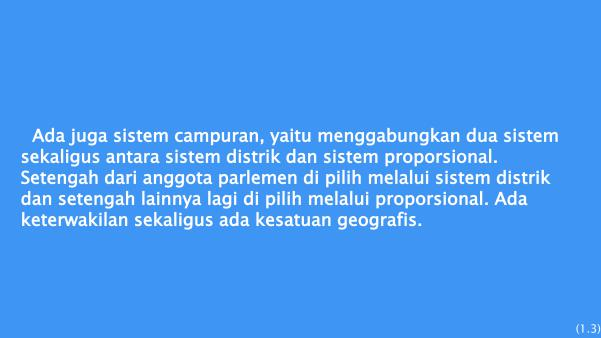 Ada juga sistem campuran, yaitu menggabungkan dua sistem
sekaligus antara sistem distrik dan sistem proporsional.
Setengah dari anggota parlemen di pilih melalui sistem distrik
dan setengah lainnya lagi di pilih melalui proporsional. Ada
keterwakilan sekaligus ada kesatuan geografis.
(1.3)